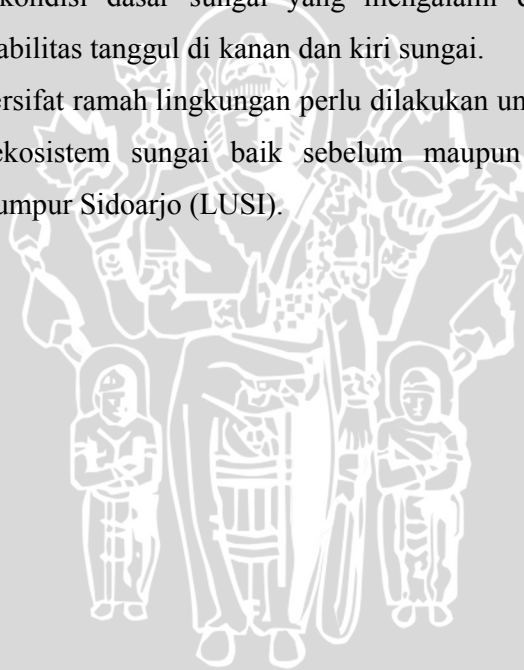 kondisi dasar sungai yang mengalami
abilitas tanggul di kanan dan kiri sungai.
ersifat ramah lingkungan perlu dilakukan un
ekosistem sungai baik sebelum maupun
umpur Sidoarjo (LUSI).